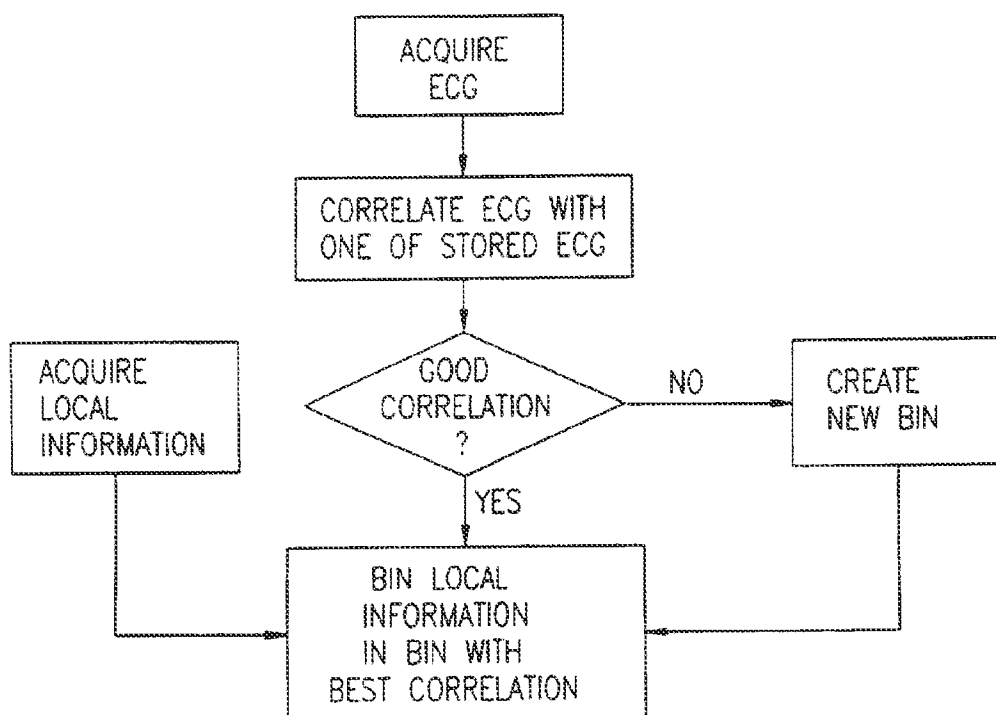 ACQUIRE
ECG
CORRELATE ECG WITH
ONE OF STORED ECG
ACQUIRE
LOCAL
INFORMATION
GOOD
CORRELATION
?
NO
CREATE
NEW BIN
YES
BIN LOCAL
INFORMATION
IN BIN WITH
BEST CORRELATION